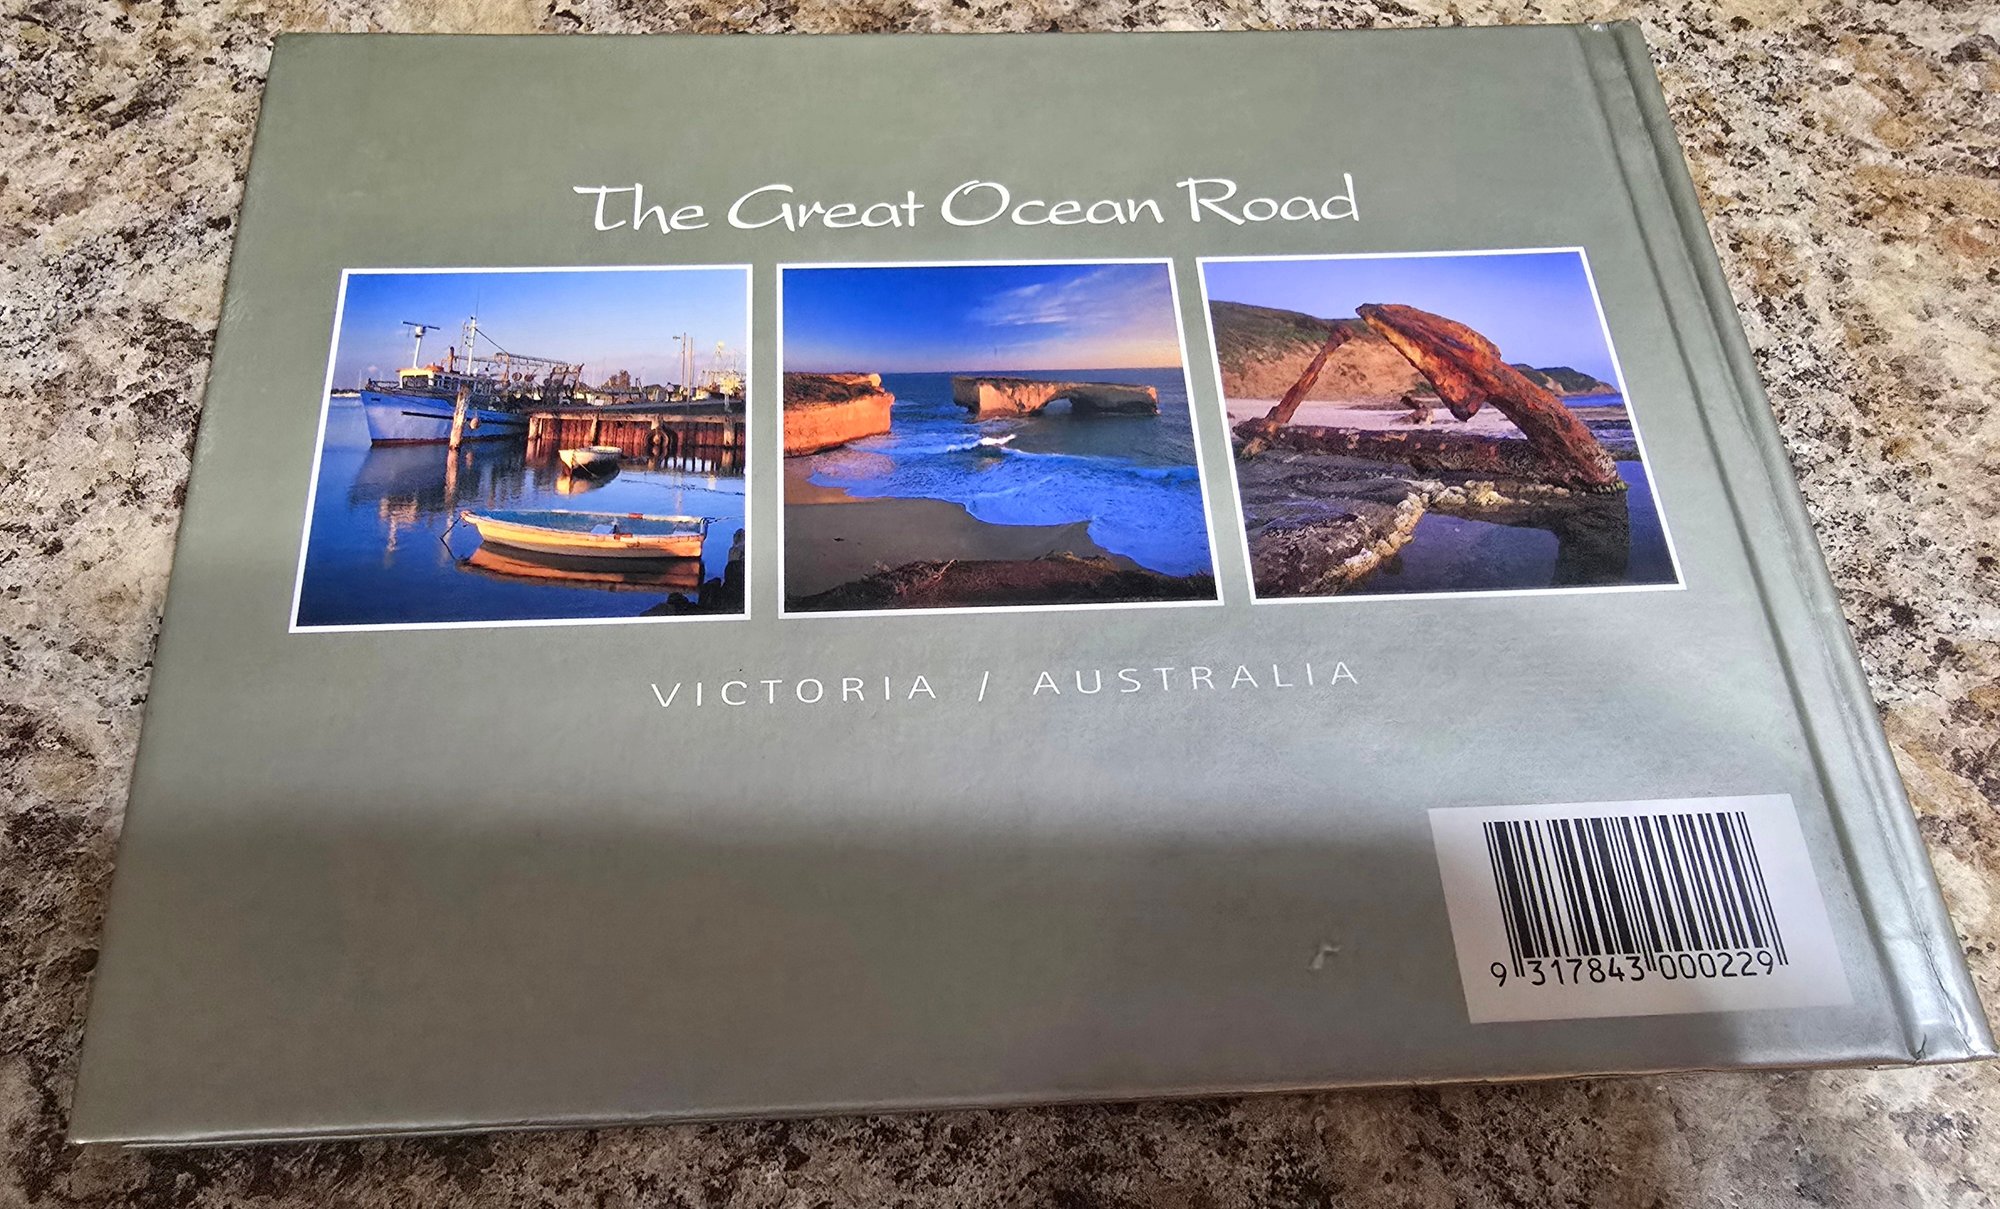 The Great Ocean Road
VICTORIA / AUSTRALIA
9 317843 000229